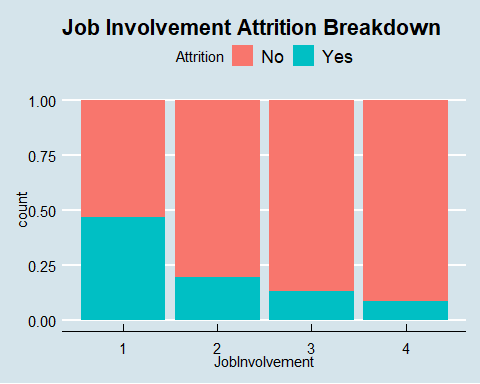 Job Involvement Attrition Breakdown
Attrition No Yes
1.00
0.75
0.50
0.25
0.00
count
1 2 3 4
JobInvolvement